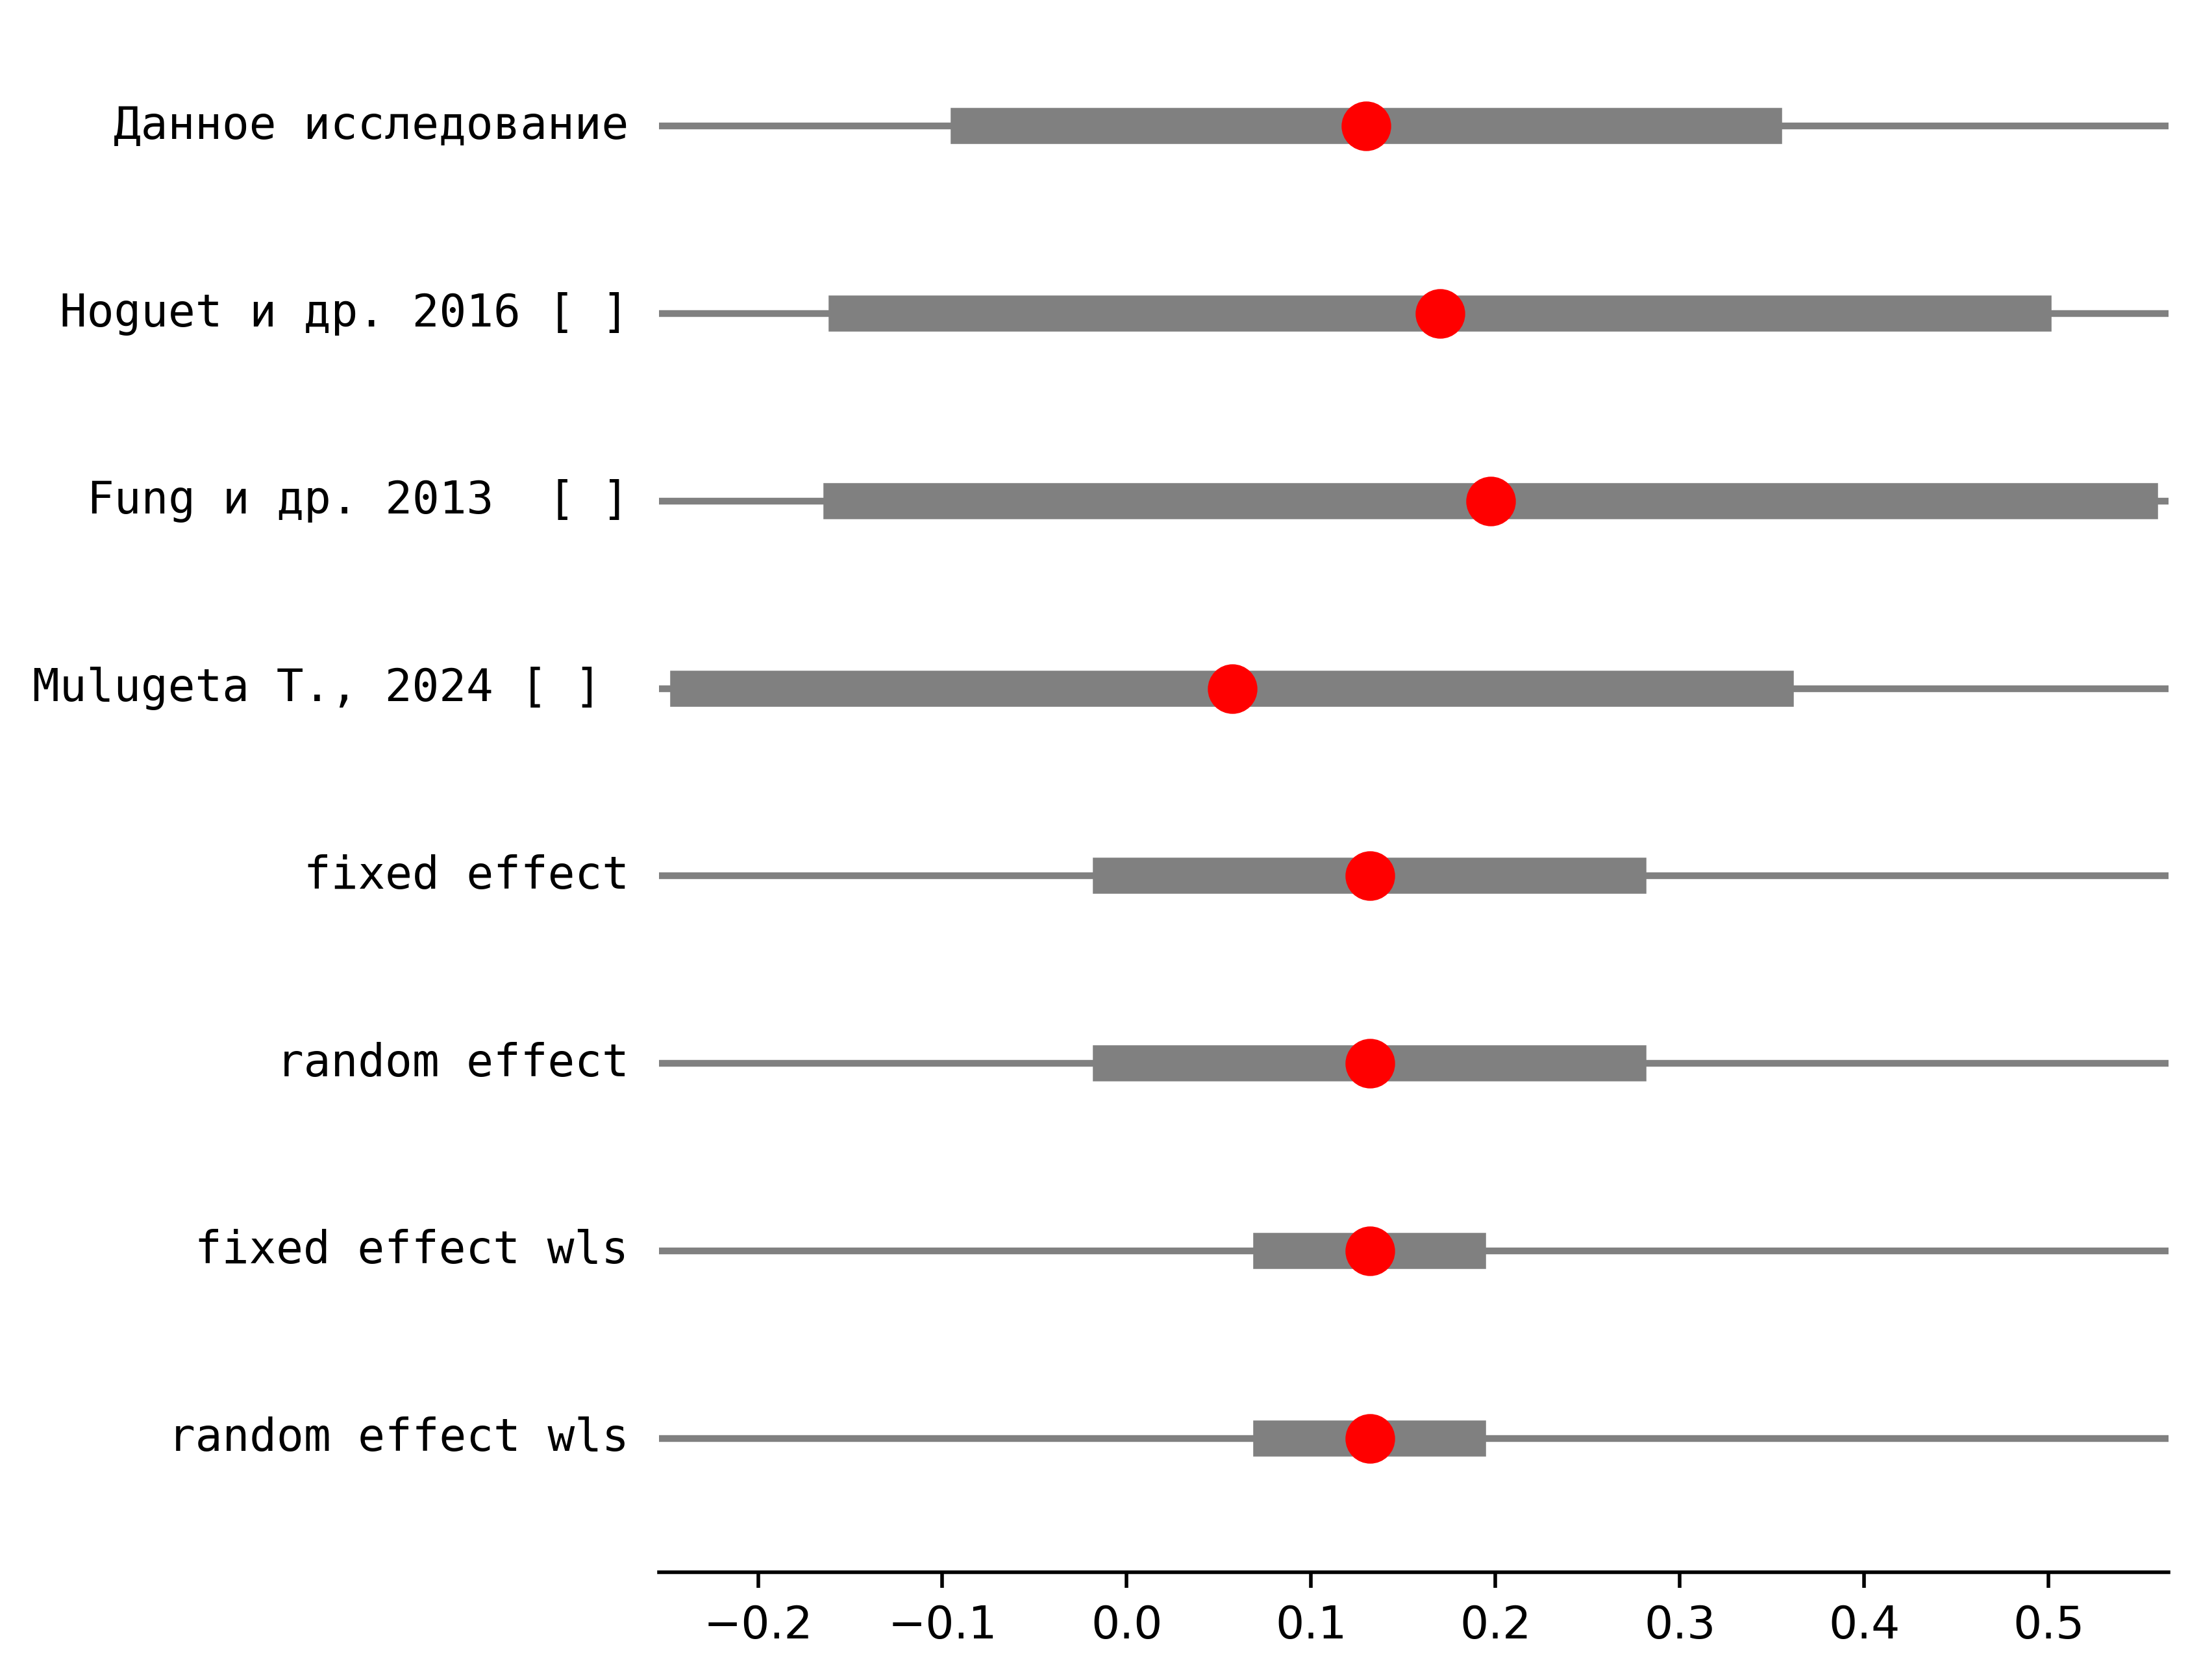 Данное исследование
Hoguet и др. 2016 [ ]
Fung и др. 2013  [ ]
Mulugeta T., 2024 [ ]
fixed effect
random effect
fixed effect wls
random effect wls
−0.2 −0.1 0.0 0.1 0.2 0.3 0.4 0.5